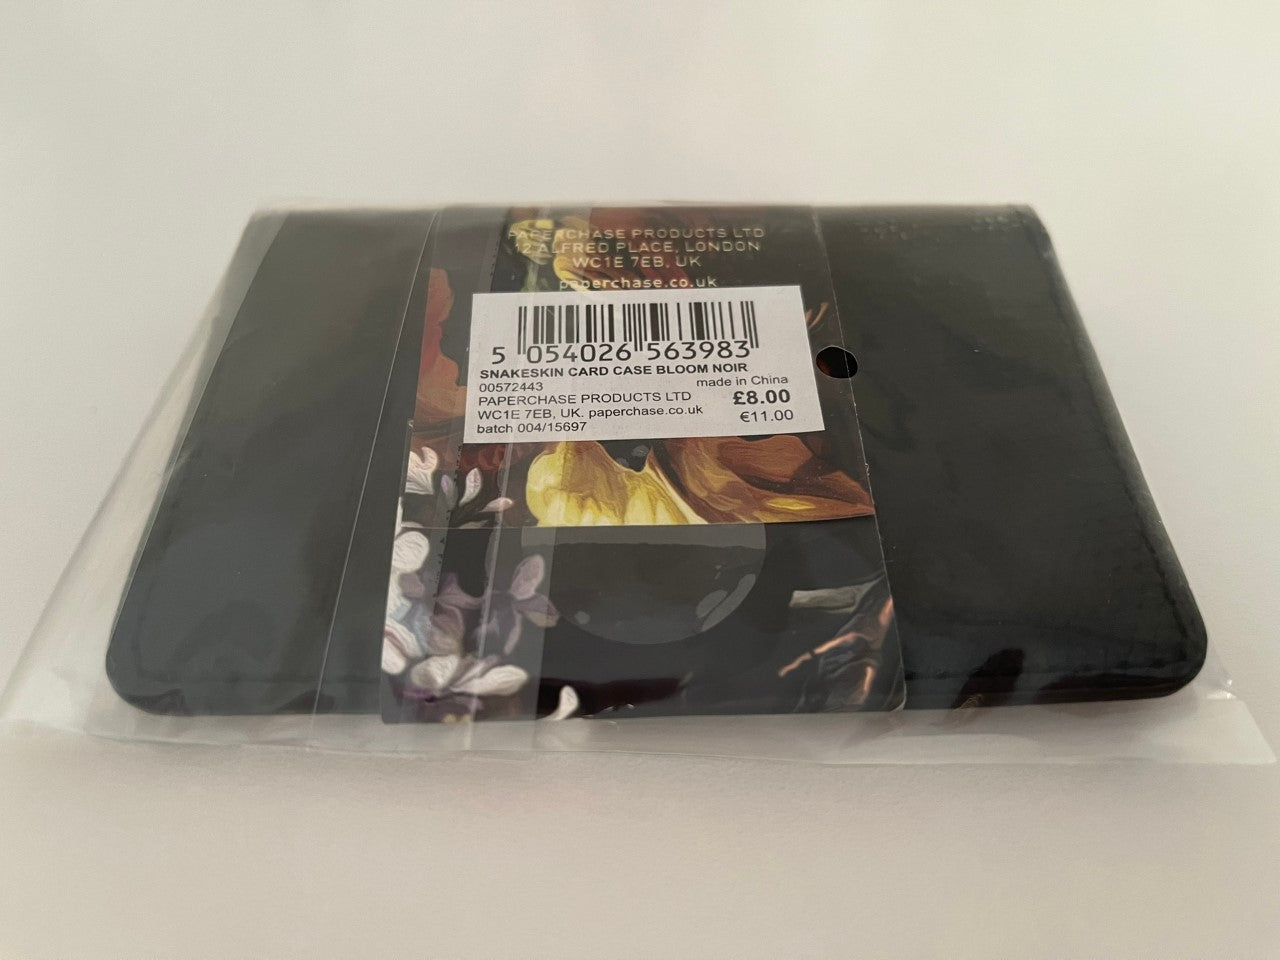 PAPERCHASE PRODUCTS LTD
12 ALFRED PLACE, LONDON
WC1E 7EB, UK
paperchase.co.uk
5 054026 563983
SNAKESKIN CARD CASE BLOOM NOIR
00572443 made in China
PAPERCHASE PRODUCTS LTD £8.00
WC1E 7EB, UK. paperchase.co.uk €11.00
batch 004/15697